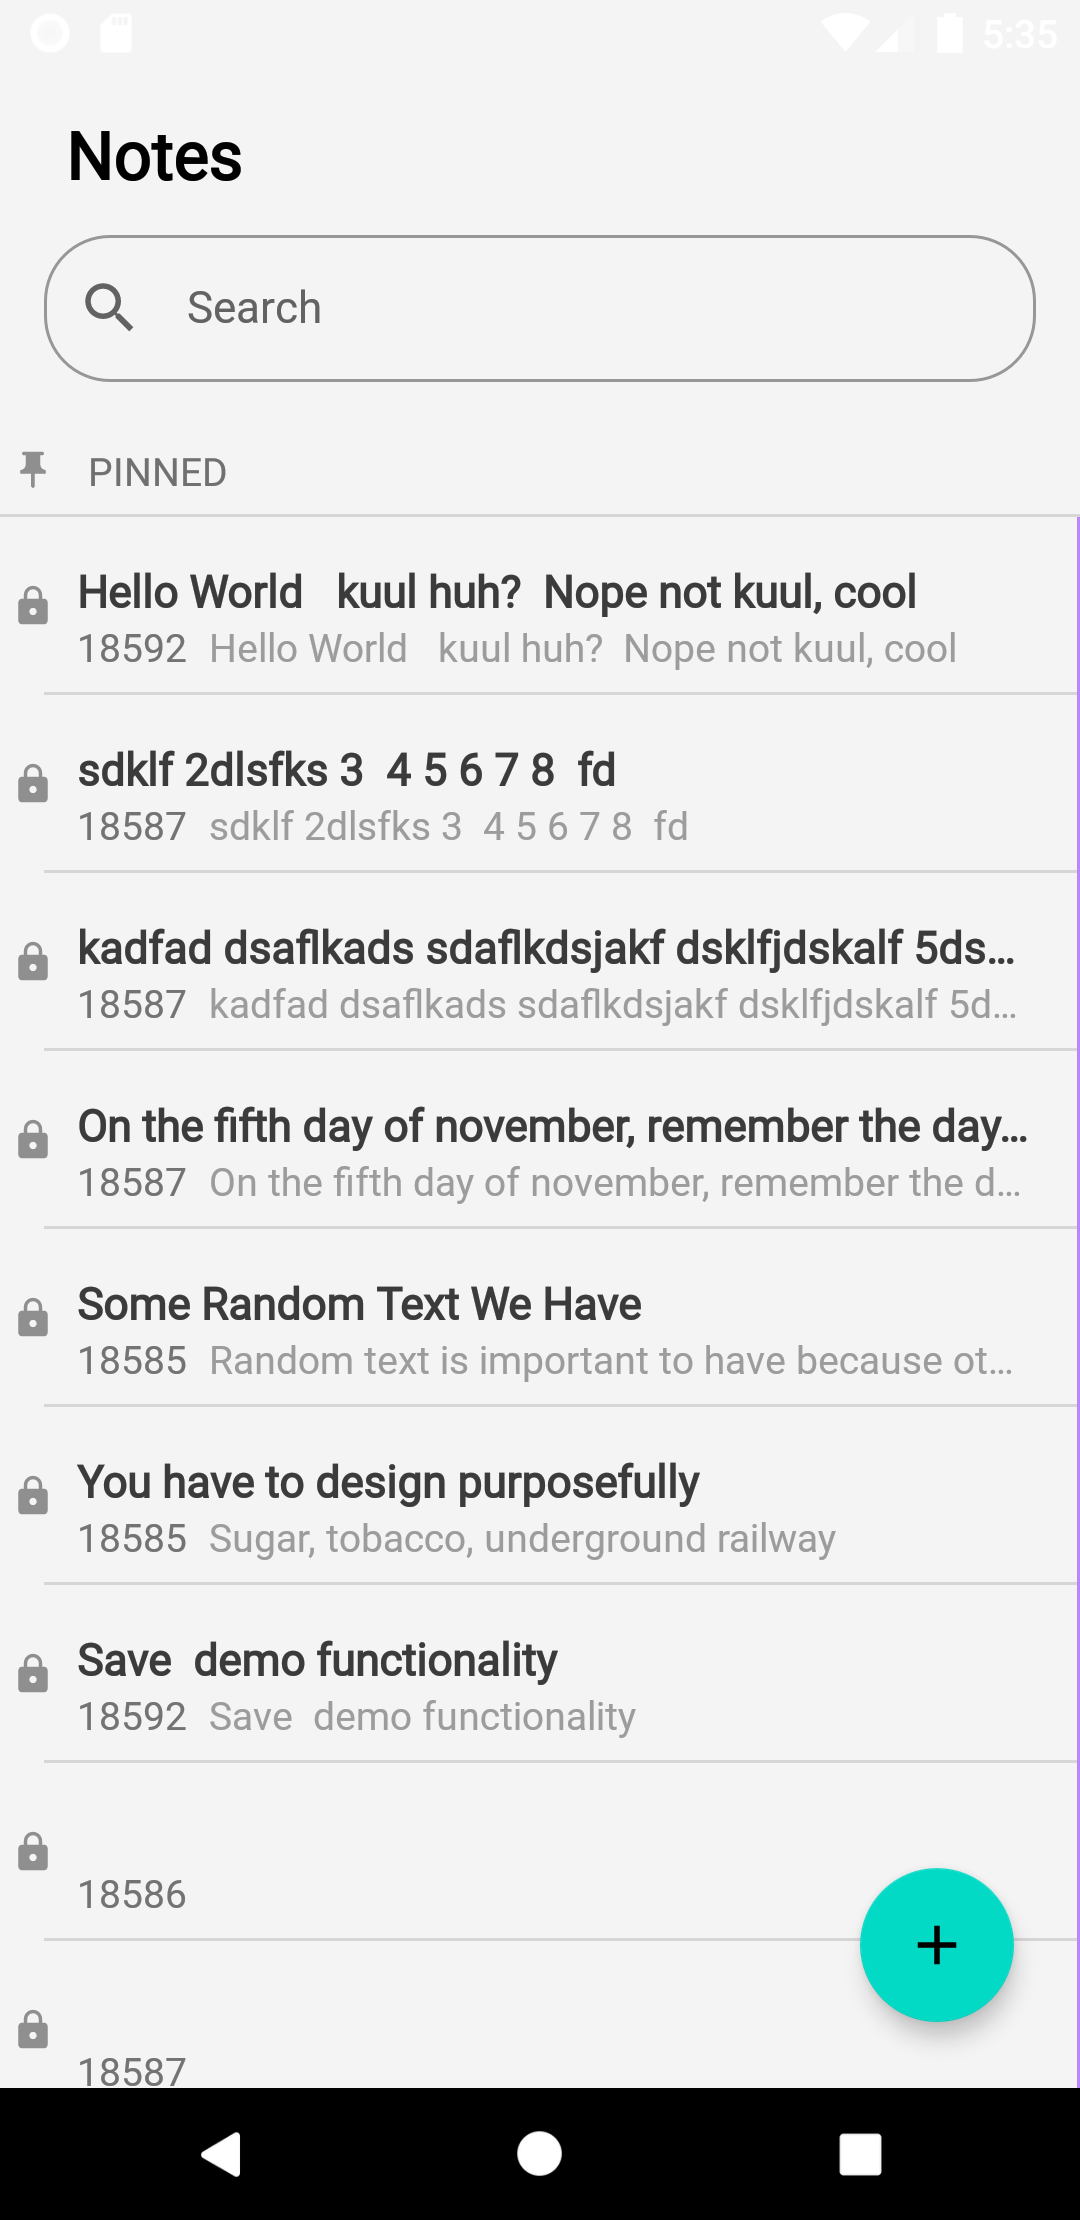 5:35
Notes
Search
PINNED
Hello World   kuul huh?  Nope not kuul, cool
18592  Hello World   kuul huh?  Nope not kuul, cool
sdklf 2dlsfks 3  4 5 6 7 8  fd
18587  sdklf 2dlsfks 3  4 5 6 7 8  fd
kadfad dsaflkads sdaflkdsjakf dsklfjdskalf 5ds...
18587  kadfad dsaflkads sdaflkdsjakf dsklfjdskalf 5d...
On the fifth day of november, remember the day...
18587  On the fifth day of november, remember the d...
Some Random Text We Have
18585  Random text is important to have because ot...
You have to design purposefully
18585  Sugar, tobacco, underground railway
Save  demo functionality
18592  Save  demo functionality
18586
18587